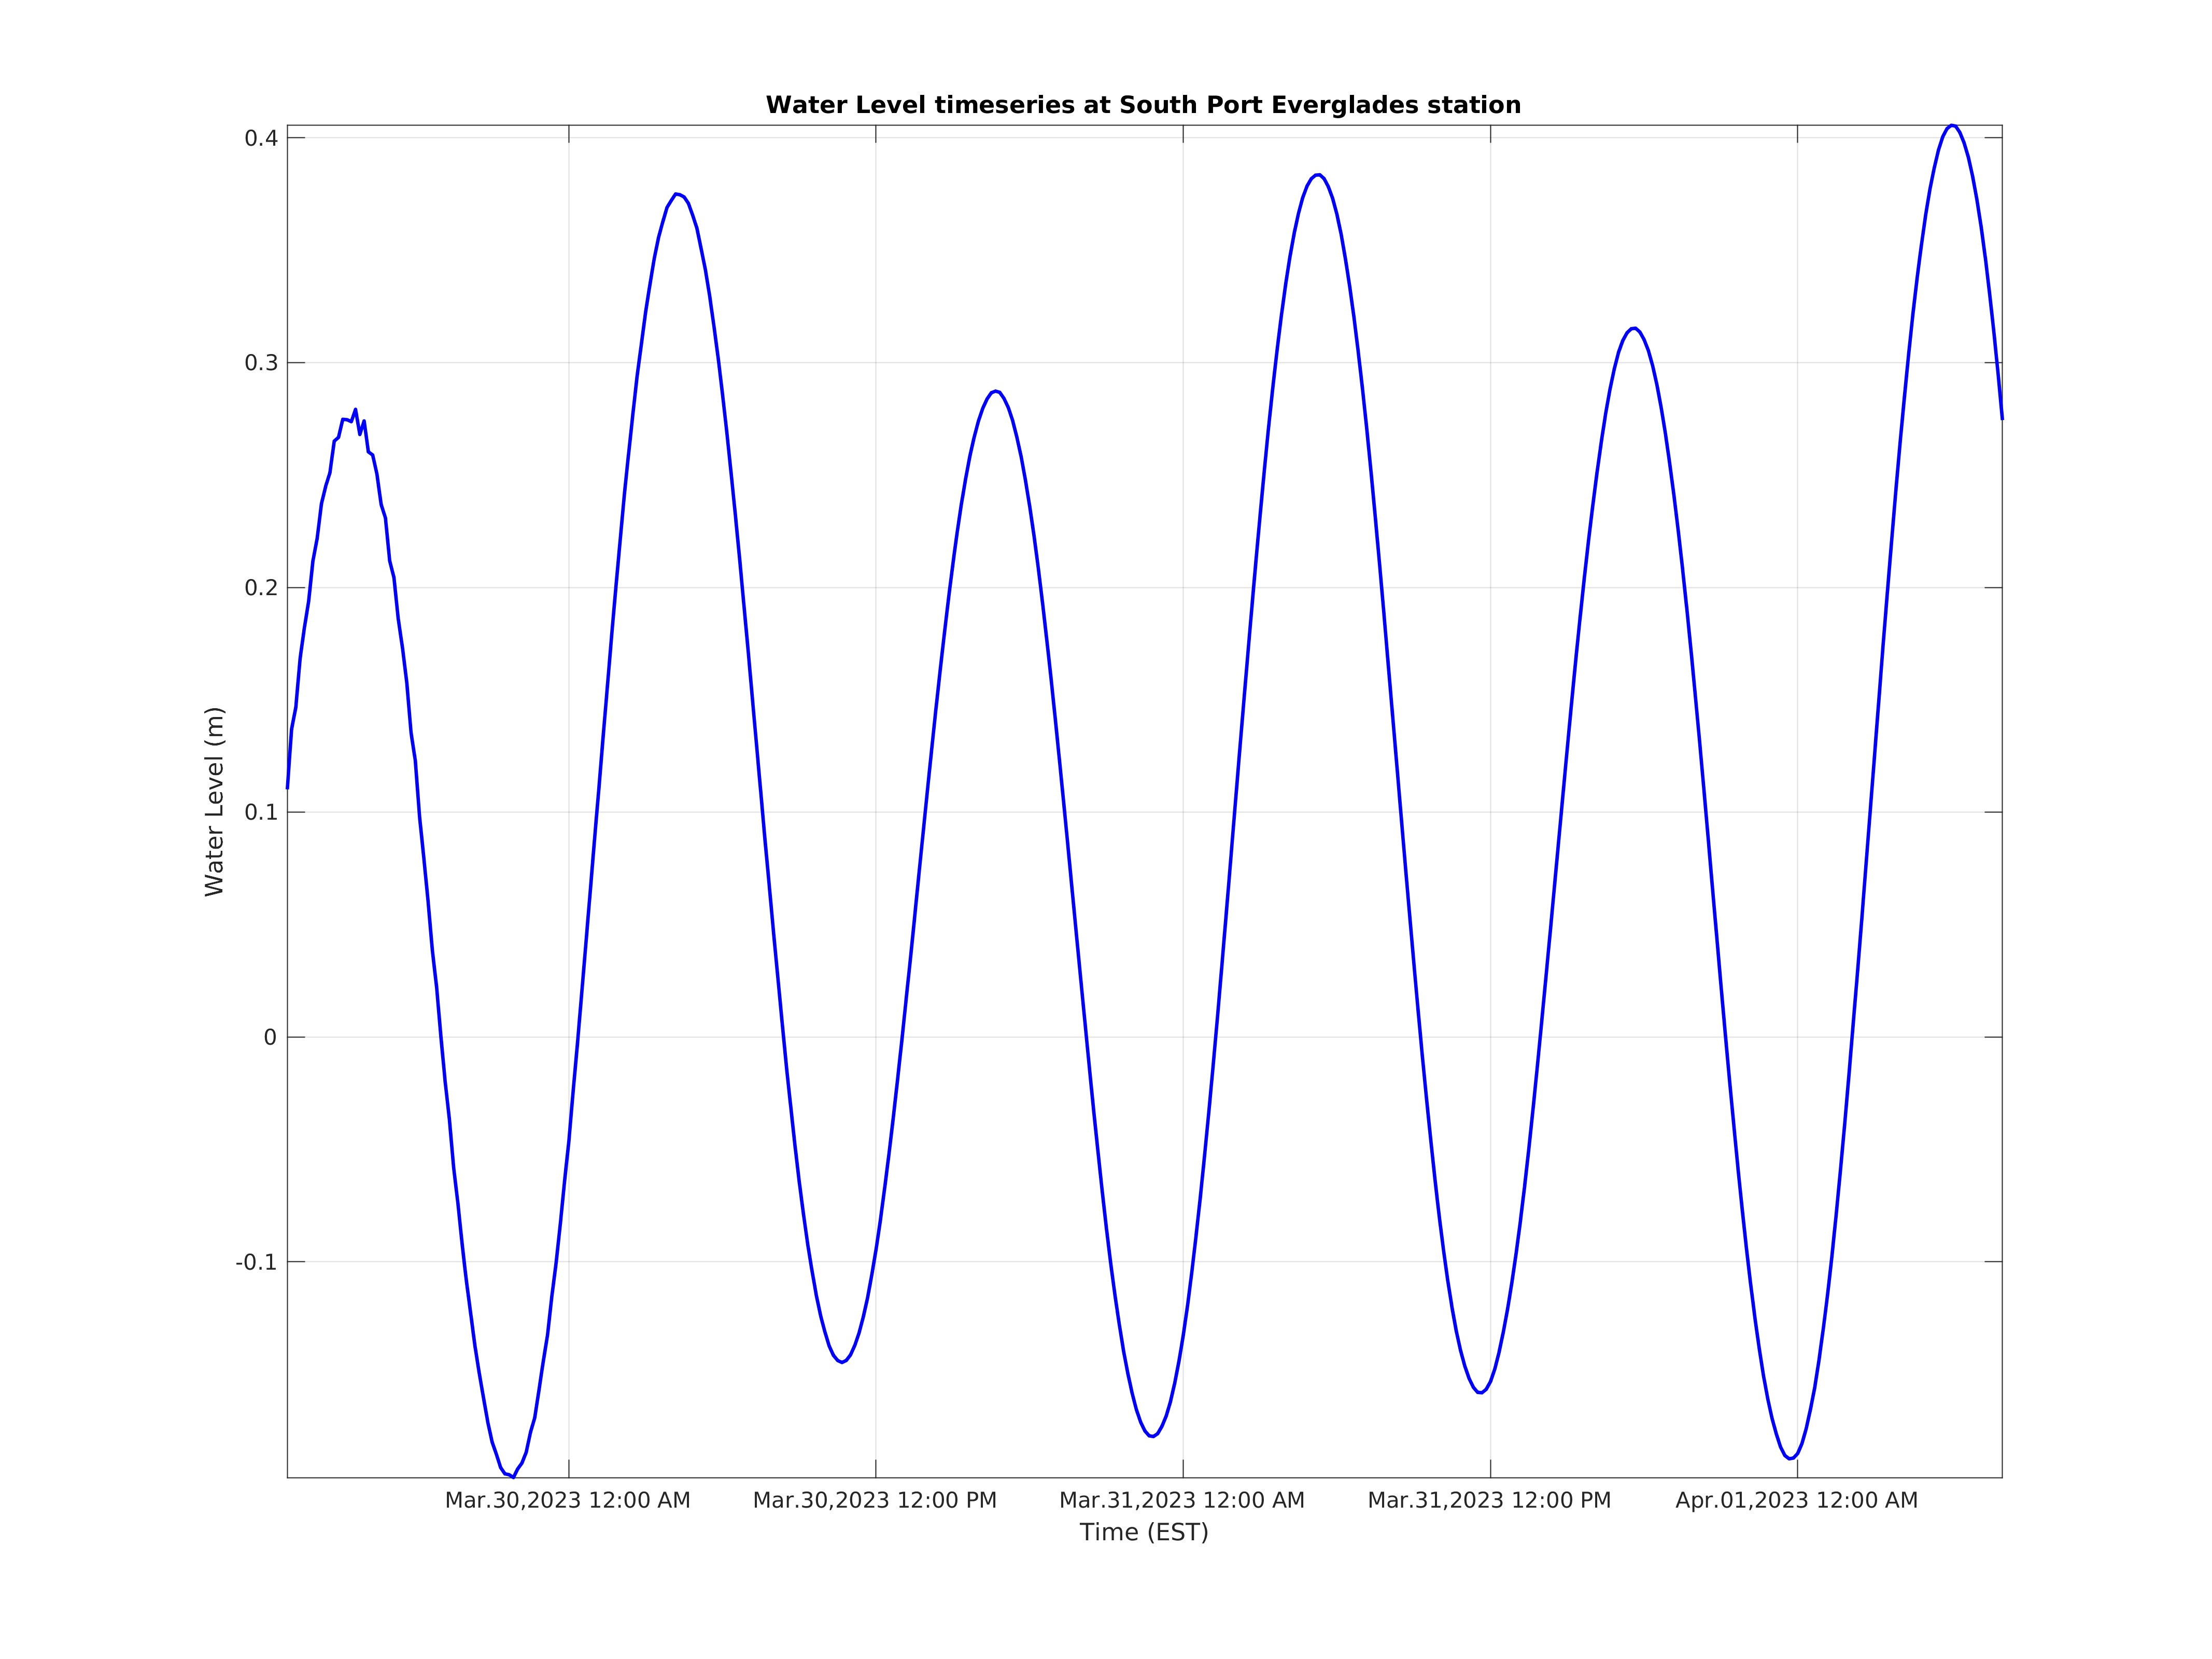 Water Level timeseries at South Port Everglades station
0.4
0.3
0.2
0.1
0
-0.1
Water Level (m)
Mar.30,2023 12:00 AM
Mar.30,2023 12:00 PM
Mar.31,2023 12:00 AM
Mar.31,2023 12:00 PM
Apr.01,2023 12:00 AM
Time (EST)